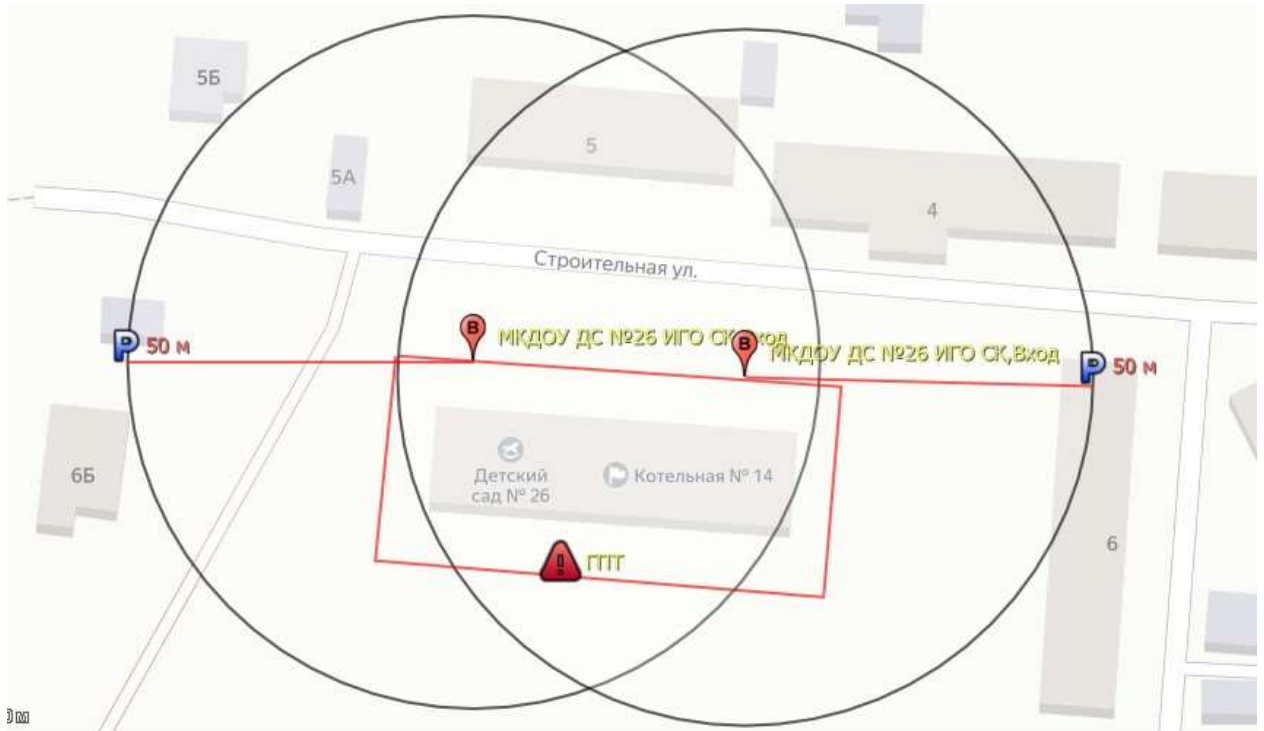 5Б
5
5А
4
Строительная ул.
50 м
МКДОУ ДС №26 ИГО СК,Вход
В
МКДОУ ДС №26 ИГО СК,Вход
В
50 м
6Б
Детский
сад № 26
Котельная № 14
6
ГПТ